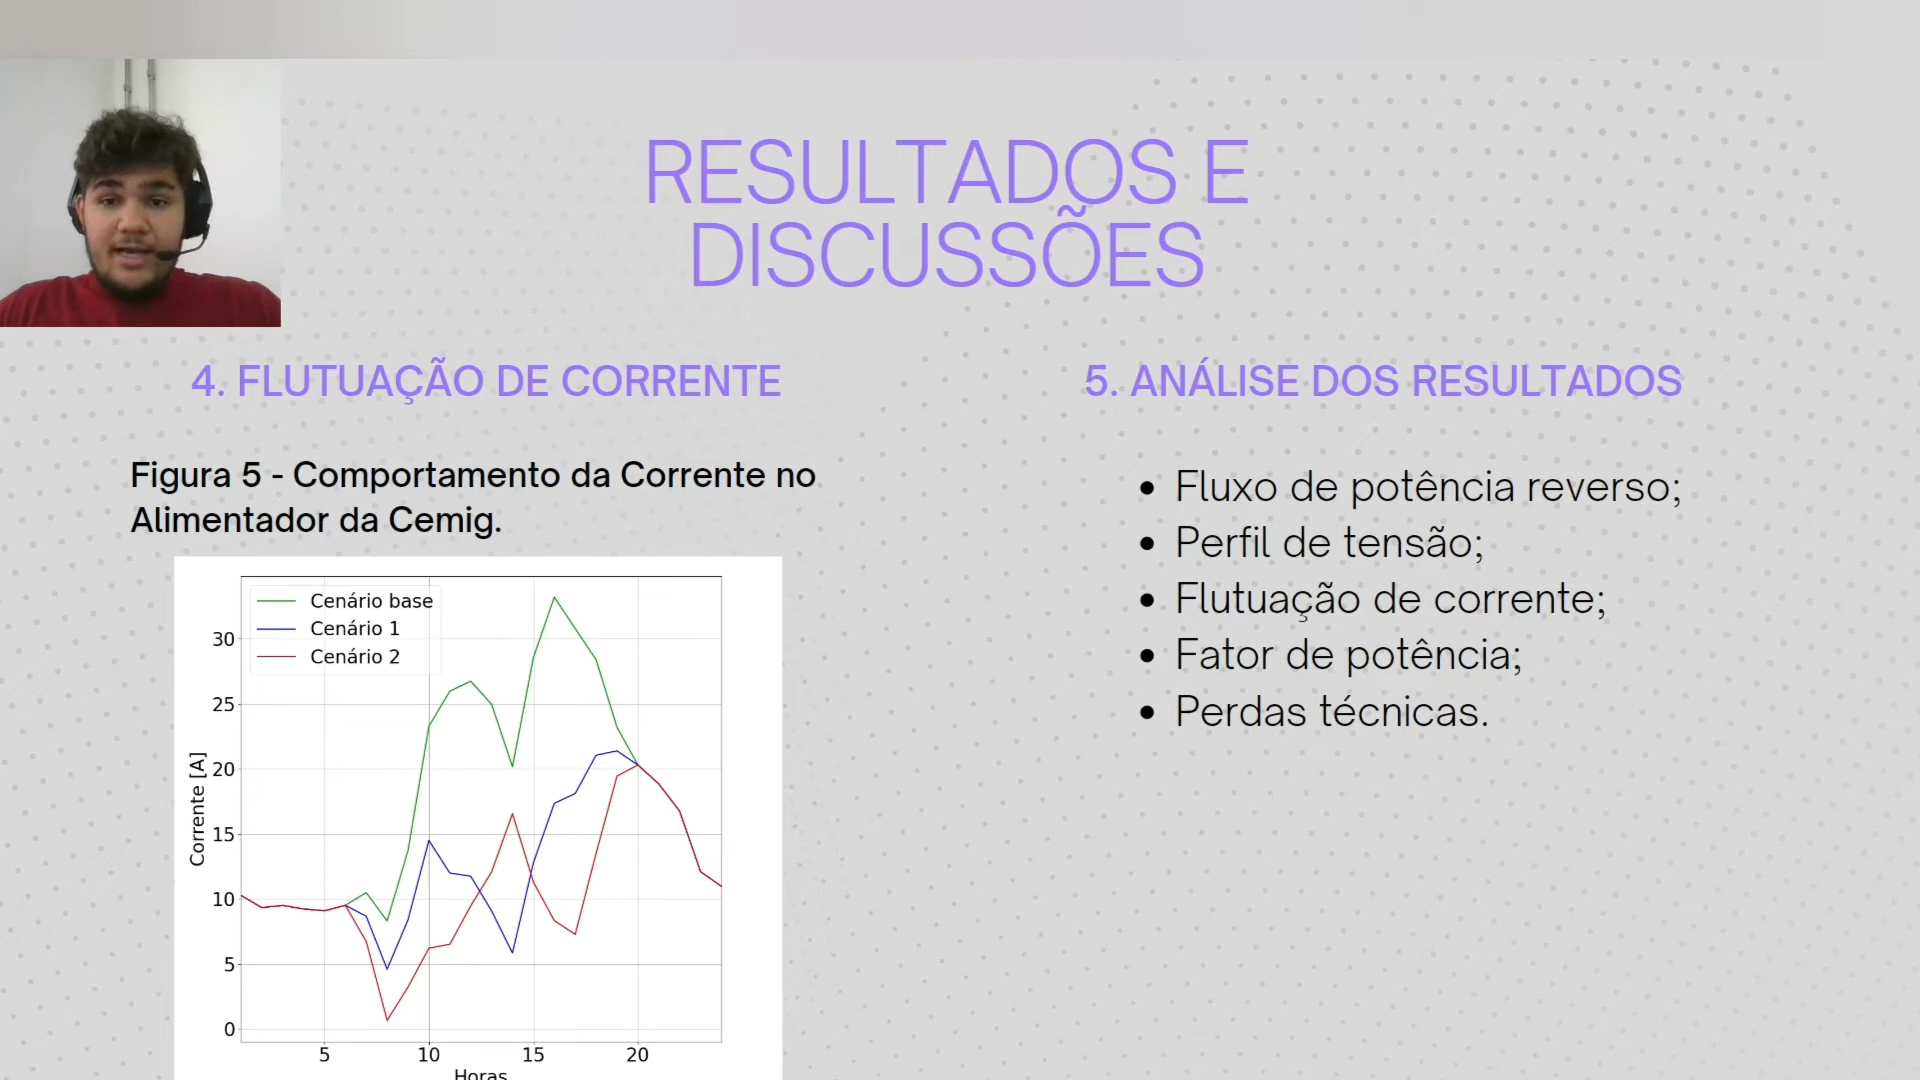 RESULTADOS E
DISCUSSÕES
4. FLUTUAÇÃO DE CORRENTE
Figura 5 - Comportamento da Corrente no
Alimentador da Cemig.
Cenário base
Cenário 1
Cenário 2
30
25
20
15
10
5
0
Corrente [A]
5 10 15 20
Horas
5. ANÁLISE DOS RESULTADOS
• Fluxo de potência reverso;
• Perfil de tensão;
• Flutuação de corrente;
• Fator de potência;
• Perdas técnicas.